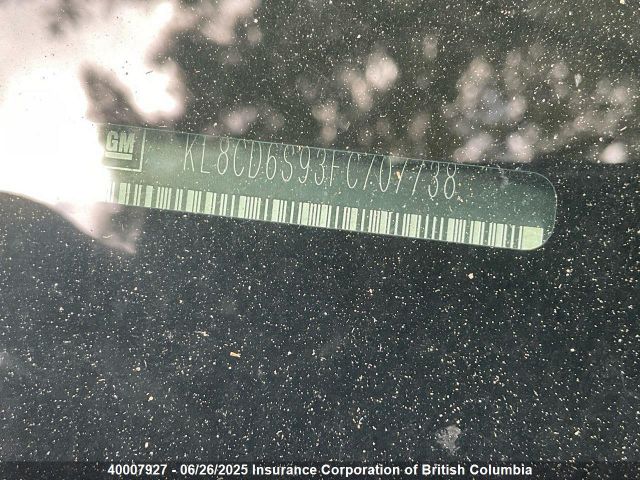 GM
KL8CD6S93FC707738
40007927 - 06/26/2025 Insurance Corporation of British Columbia